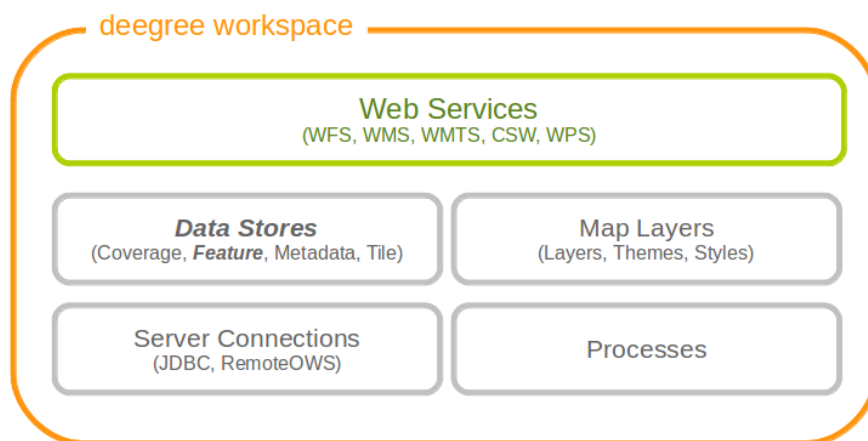 deegree workspace
Web Services
(WFS, WMS, WMTS, CSW, WPS)
Data Stores
(Coverage, Feature, Metadata, Tile)
Map Layers
(Layers, Themes, Styles)
Server Connections
(JDBC, RemoteOWS)
Processes